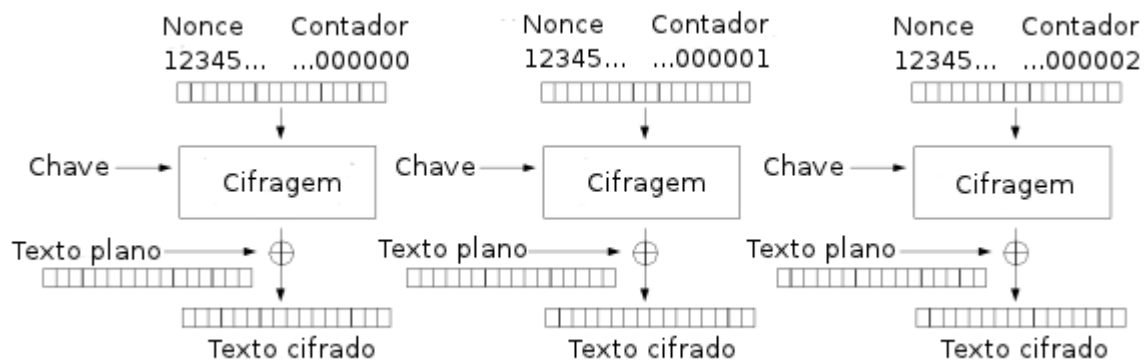 Nonce Contador Nonce Contador Nonce Contador
12345... ...000000 12345... ...000001 12345... ...000002
Chave Cifragem Chave Cifragem Chave Cifragem
Texto plano Texto plano Texto plano
Texto cifrado Texto cifrado Texto cifrado